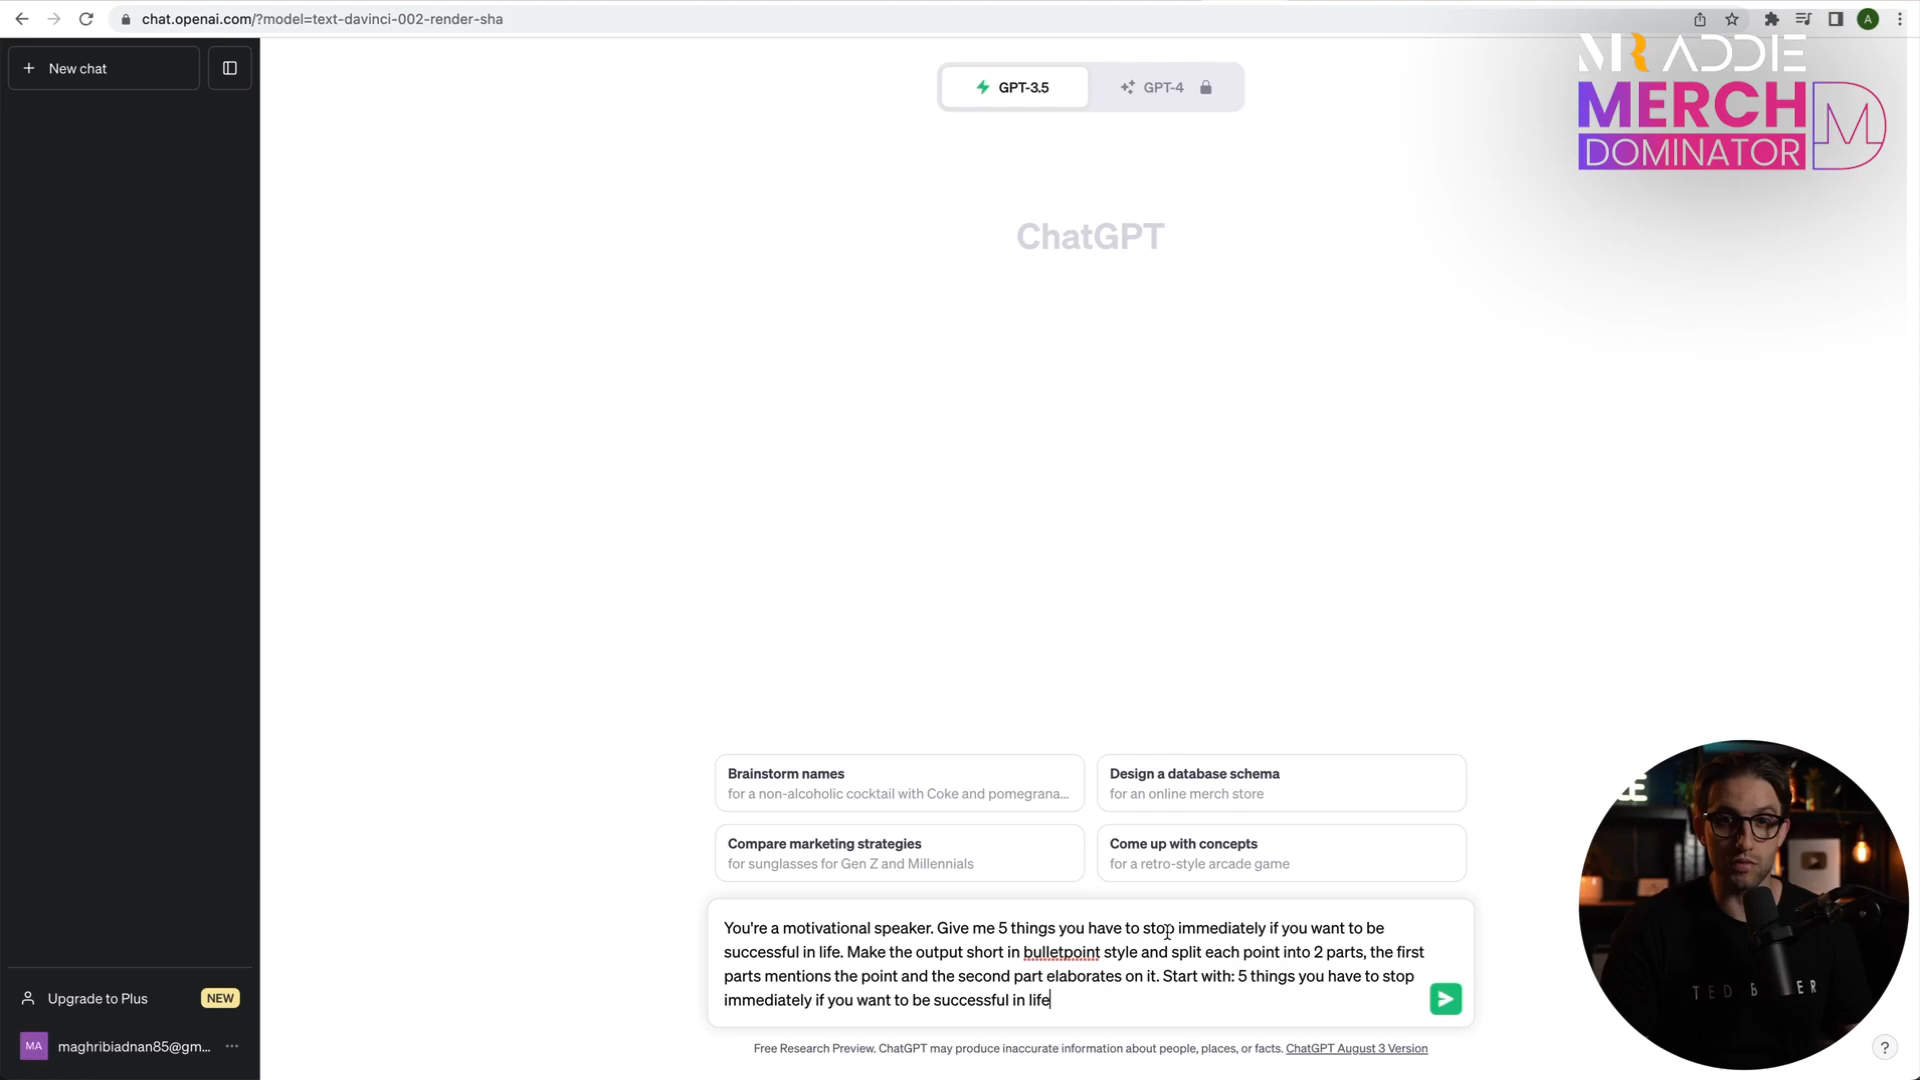 chat.openai.com/?model=text-davinci-002-render-sha
A
New chat
GPT-3.5
GPT-4
MR ADDIE
MERCH
DOMINATOR
ChatGPT
Brainstorm names
for a non-alcoholic cocktail with Coke and pomegrana...
Design a database schema
for an online merch store
Compare marketing strategies
for sunglasses for Gen Z and Millennials
Come up with concepts
for a retro-style arcade game
You're a motivational speaker. Give me 5 things you have to stop immediately if you want to be
successful in life. Make the output short in bulletpoint style and split each point into 2 parts, the first
parts mentions the point and the second part elaborates on it. Start with: 5 things you have to stop
immediately if you want to be successful in life
Upgrade to Plus
NEW
MA
maghribiadnan85@gm...
Free Research Preview. ChatGPT may produce inaccurate information about people, places, or facts. ChatGPT August 3 Version
?
TED